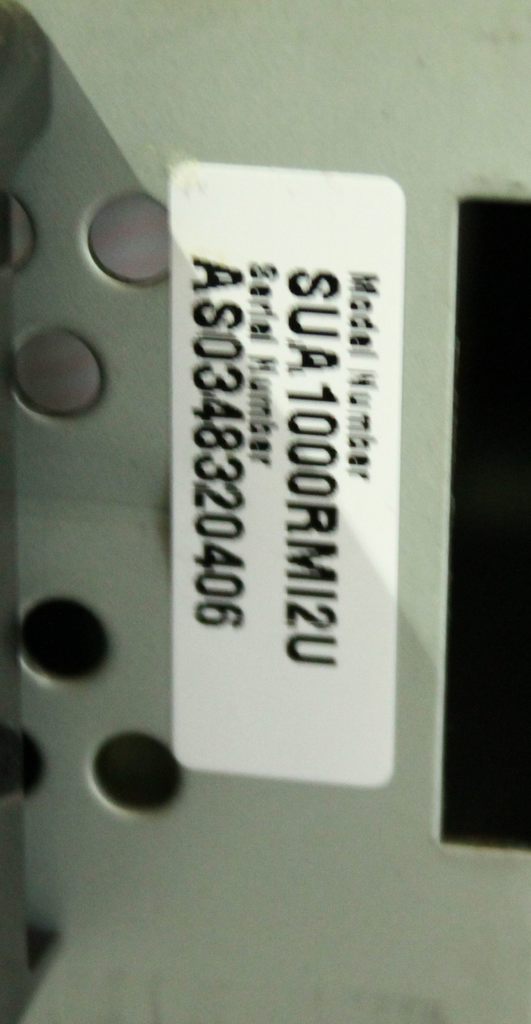 Model Number
SUA1000RMI2U
Serial Number
AS0348320406